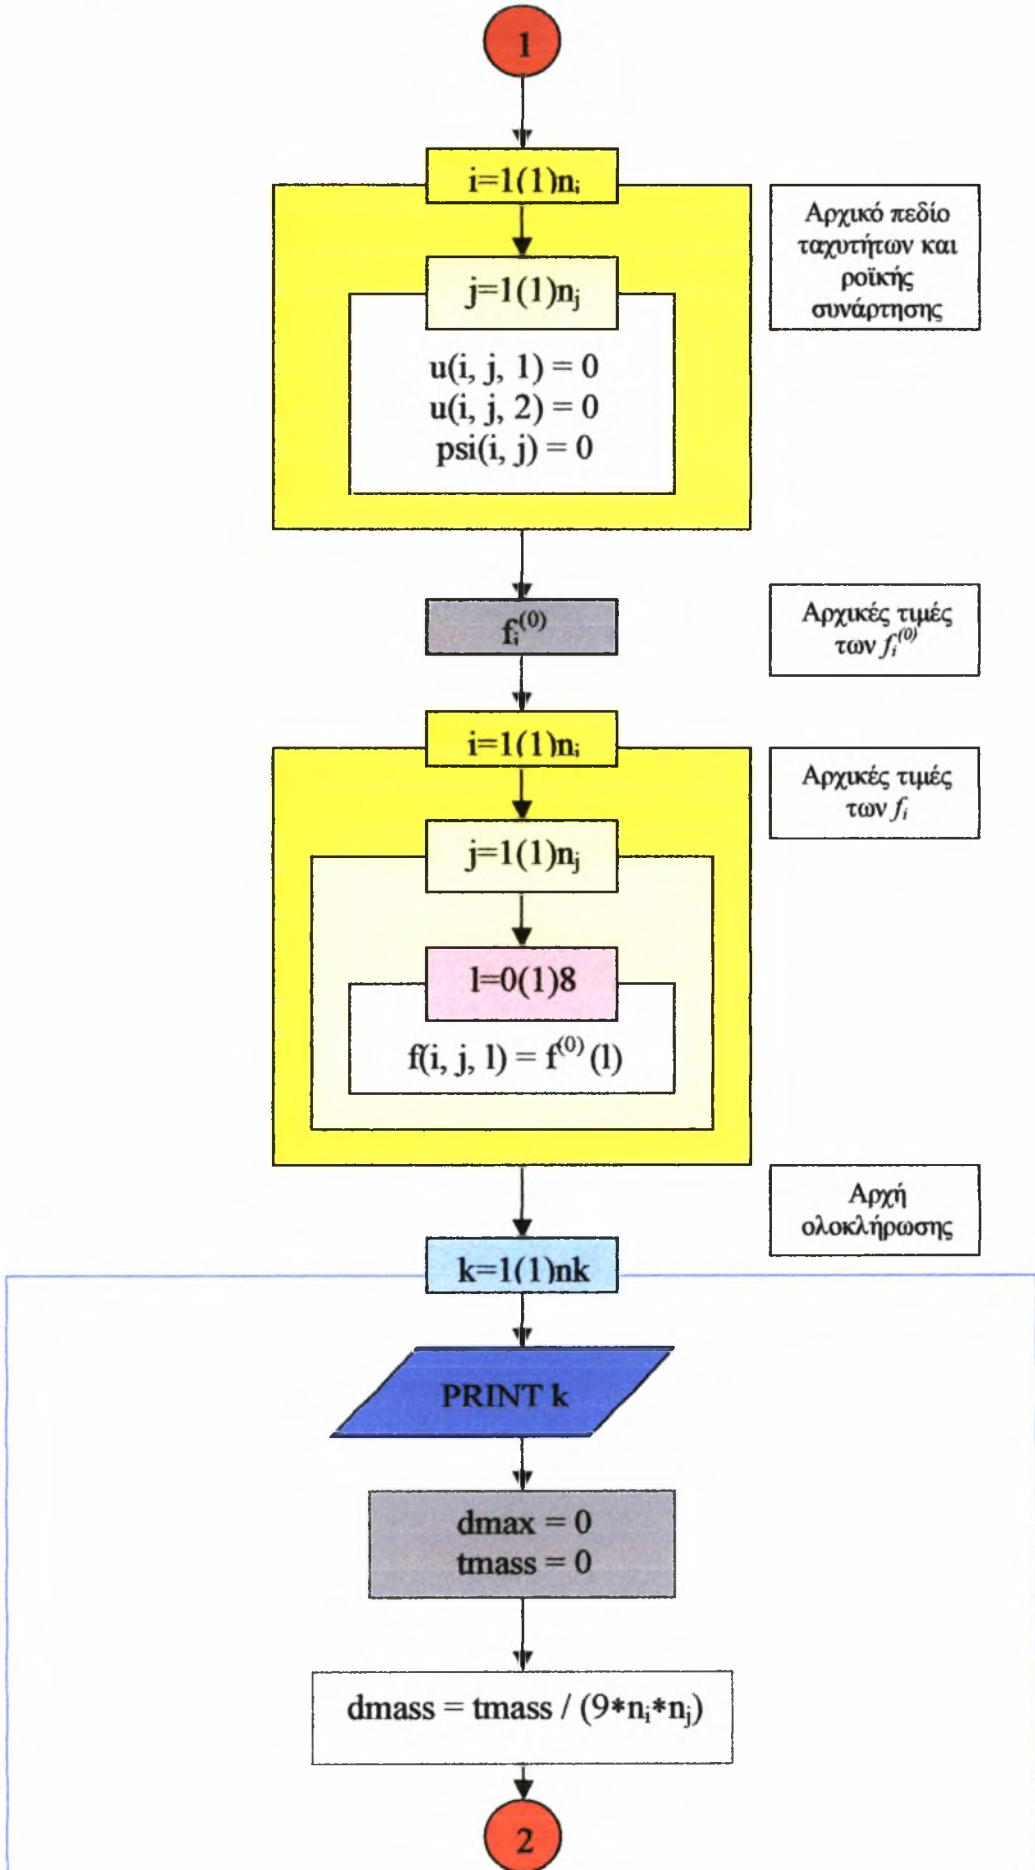 1
i=1(1)nᵢ
Αρχικό πεδίο
ταχυτήτων και
ροϊκής
συνάρτησης
j=1(1)nⱼ
u(i, j, 1) = 0
u(i, j, 2) = 0
psi(i, j) = 0
fᵢ⁽⁰⁾
Αρχικές τιμές
των fᵢ⁽⁰⁾
i=1(1)nᵢ
Αρχικές τιμές
των fᵢ
j=1(1)nⱼ
l=0(1)8
f(i, j, l) = f⁽⁰⁾ (l)
Αρχή
ολοκλήρωσης
k=1(1)nk
PRINT k
dmax = 0
tmass = 0
dmass = tmass / (9*nᵢ*nⱼ)
2